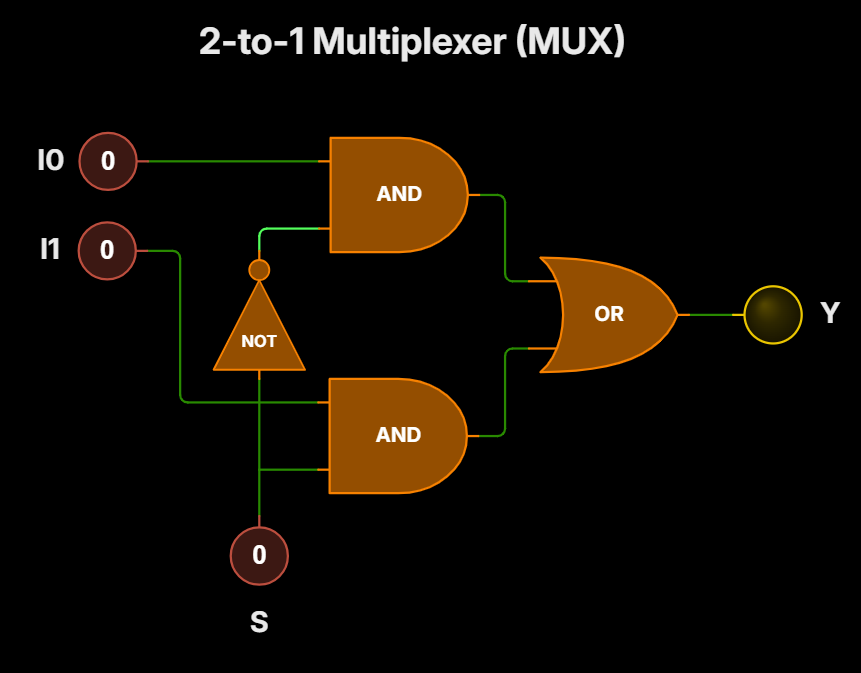 2-to-1 Multiplexer (MUX)
I0 0
AND
I1 0
OR
Y
NOT
AND
0
S